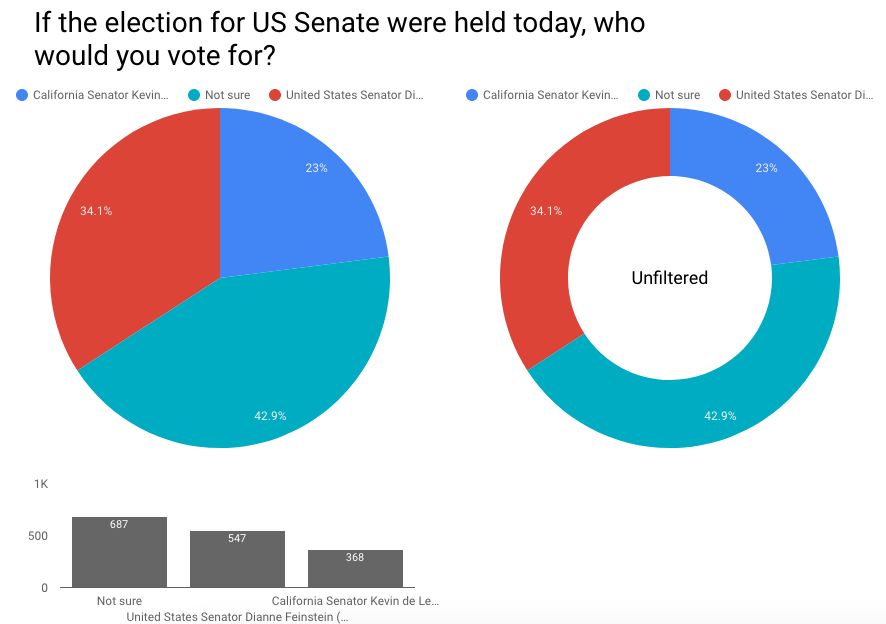 If the election for US Senate were held today, who
would you vote for?
California Senator Kevin... Not sure United States Senator Di...
California Senator Kevin... Not sure United States Senator Di...
23%
34.1%
42.9%
23%
34.1%
Unfiltered
42.9%
1K
500
0
687
547
368
Not sure
California Senator Kevin de Le...
United States Senator Dianne Feinstein (...